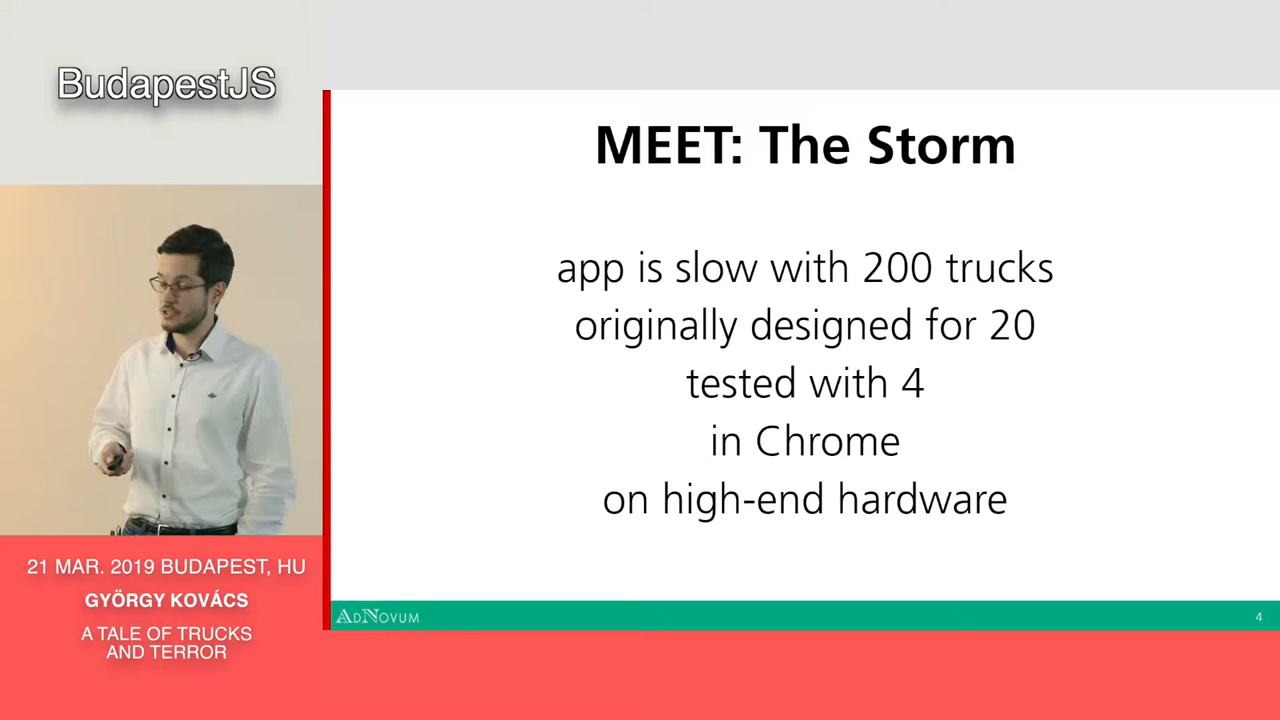 BudapestJS
MEET: The Storm
app is slow with 200 trucks
originally designed for 20
tested with 4
in Chrome
on high-end hardware
21 MAR. 2019 BUDAPEST, HU
GYÖRGY KOVÁCS
A TALE OF TRUCKS
AND TERROR
ADNOVUM
4